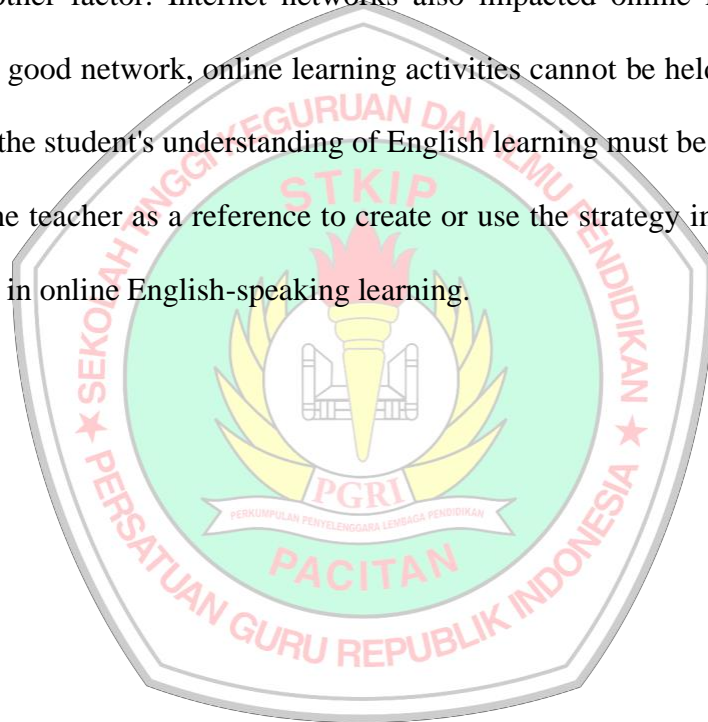 other factor. Internet networks also impacted online
good network, online learning activities cannot be held
the student's understanding of English learning must be
teacher as a reference to create or use the strategy in
in online English-speaking learning.
SEKOLAH TINGGI KEGURUAN DAN ILMU PENDIDIKAN
STKIP
PGRI
PERKUMPULAN PENYELENGGARA LEMBAGA PENDIDIKAN
PACITAN
★ PERSATUAN GURU REPUBLIK INDONESIA ★